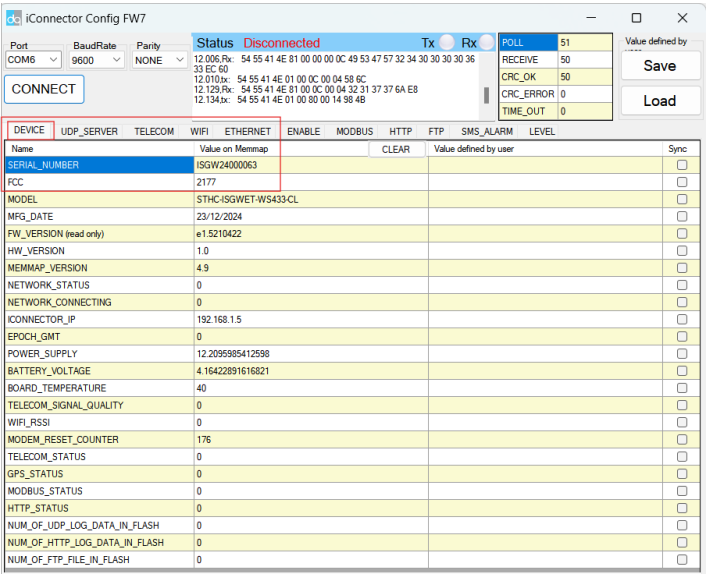 iConnector Config FW7
Port BaudRate Parity
COM6 9600 NONE
CONNECT
Status Disconnected Tx Rx
12.006,Rx: 54 55 41 4E 81 00 00 00 0C 49 53 47 57 32 34 30 30 30 30 36
33 EC 60
12.010,tx: 54 55 41 4E 01 00 0C 00 04 58 6C
12.129,Rx: 54 55 41 4E 81 00 0C 00 04 32 31 37 37 6A E8
12.134,tx: 54 55 41 4E 01 00 80 00 14 98 4B
POLL 51
RECEIVE 50
CRC_OK 50
CRC_ERROR 0
TIME_OUT 0
Value defined by
Save
Load
DEVICE UDP_SERVER TELECOM WIFI ETHERNET ENABLE MODBUS HTTP FTP SMS_ALARM LEVEL
Name Value on Memmap CLEAR Value defined by user Sync
SERIAL_NUMBER ISGW24000063
FCC 2177
MODEL STHC-ISGWET-WS433-CL
MFG_DATE 23/12/2024
FW_VERSION (read only) e1.5210422
HW_VERSION 1.0
MEMMAP_VERSION 4.9
NETWORK_STATUS 0
NETWORK_CONNECTING 0
ICONNECTOR_IP 192.168.1.5
EPOCH_GMT 0
POWER_SUPPLY 12.2095985412598
BATTERY_VOLTAGE 4.16422891616821
BOARD_TEMPERATURE 40
TELECOM_SIGNAL_QUALITY 0
WIFI_RSSI 0
MODEM_RESET_COUNTER 176
TELECOM_STATUS 0
GPS_STATUS 0
MODBUS_STATUS 0
HTTP_STATUS 0
NUM_OF_UDP_LOG_DATA_IN_FLASH 0
NUM_OF_HTTP_LOG_DATA_IN_FLASH 0
NUM_OF_FTP_FILE_IN_FLASH 0